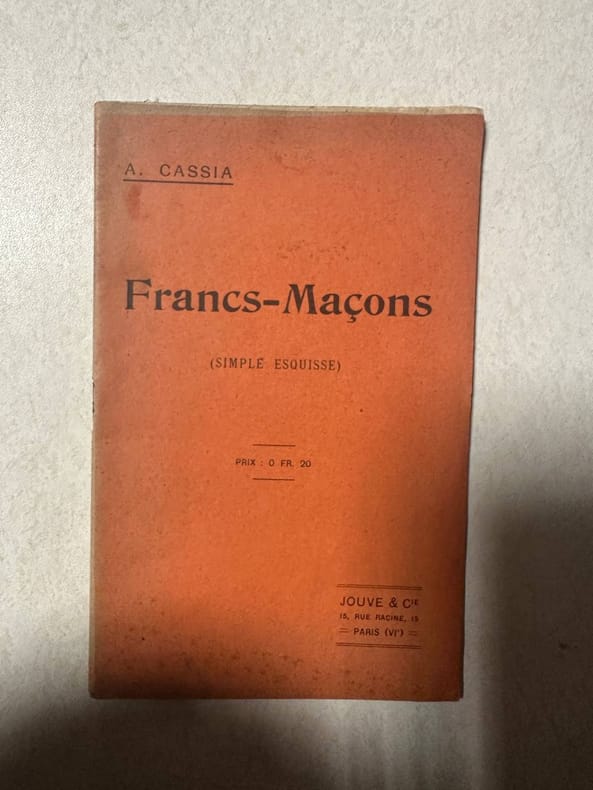 A. CASSIA
Francs-Maçons
(SIMPLE ESQUISSE)
PRIX : 0 FR. 20
JOUVE & Cⁱᴱ
15, RUE RACINE, 15
PARIS (VIᵉ)